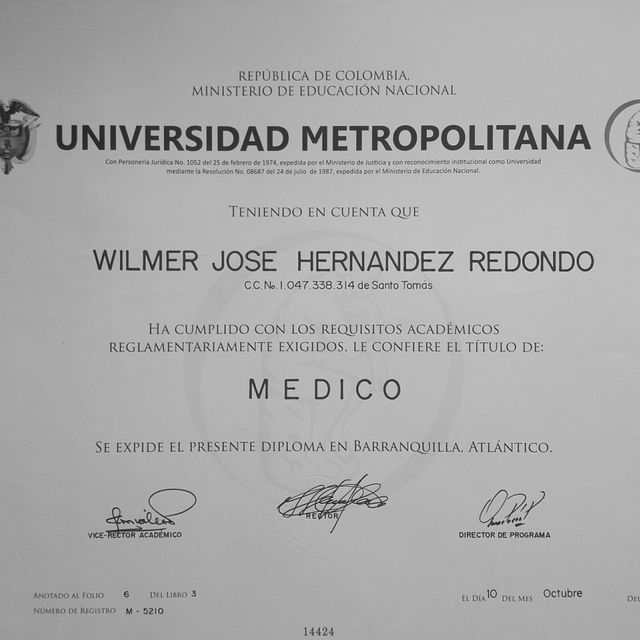 REPÚBLICA DE COLOMBIA,
MINISTERIO DE EDUCACIÓN NACIONAL
UNIVERSIDAD METROPOLITANA
Con Personería Jurídica No. 1052 del 25 de febrero de 1974, expedida por el Ministerio de Justicia y con reconocimiento institucional como Universidad
mediante la Resolución No. 08687 del 24 de julio de 1987, expedida por el Ministerio de Educación Nacional.
TENIENDO EN CUENTA QUE
WILMER JOSE HERNANDEZ REDONDO
C.C.No.1.047.338.314 de Santo Tomás
HA CUMPLIDO CON LOS REQUISITOS ACADÉMICOS
REGLAMENTARIAMENTE EXIGIDOS, LE CONFIERE EL TÍTULO DE:
MEDICO
SE EXPIDE EL PRESENTE DIPLOMA EN BARRANQUILLA, ATLÁNTICO.
VICE-RECTOR ACADÉMICO RECTOR DIRECTOR DE PROGRAMA
ANOTADO AL FOLIO 6 DEL LIBRO 3 EL DÍA 10 DEL MES Octubre DEL
NÚMERO DE REGISTRO M - 5210
14424